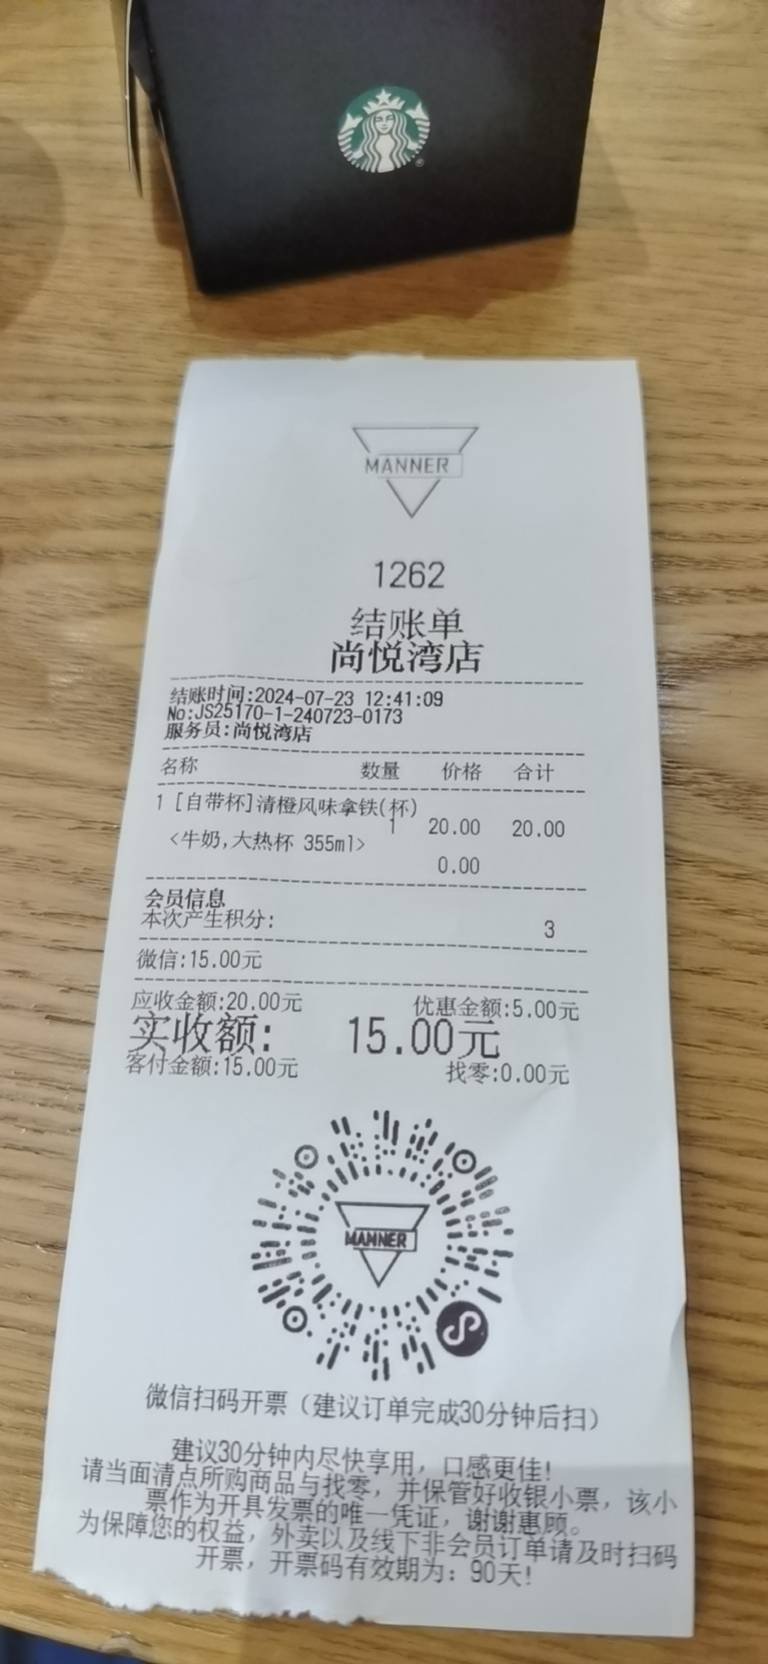 MANNER
1262
结账单
尚悦湾店
结账时间:2024-07-23 12:41:09
No:JS25170-1-240723-0173
服务员:尚悦湾店
名称 数量 价格 合计
1 [自带杯]清橙风味拿铁(杯)
1 20.00 20.00
<牛奶,大热杯 355ml>
0.00
会员信息
本次产生积分: 3
微信:15.00元
应收金额:20.00元 优惠金额:5.00元
实收额: 15.00元
客付金额:15.00元 找零:0.00元
MANNER
微信扫码开票（建议订单完成30分钟后扫）
建议30分钟内尽快享用，口感更佳!
请当面清点所购商品与找零，并保管好收银小票，该小
票作为开具发票的唯一凭证，谢谢惠顾。
为保障您的权益，外卖以及线下非会员订单请及时扫码
开票，开票码有效期为：90天!